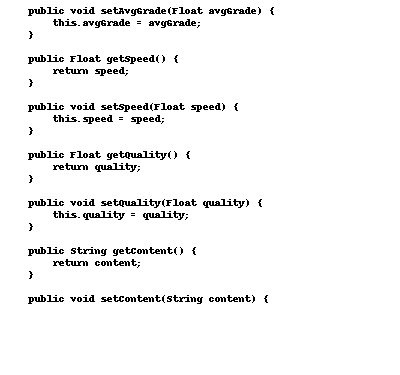 public void setAvgGrade(Float avgGrade) {
this.avgGrade = avgGrade;
}
public Float getSpeed() {
return speed;
}
public void setSpeed(Float speed) {
this.speed = speed;
}
public Float getQuality() {
return quality;
}
public void setQuality(Float quality) {
this.quality = quality;
}
public String getContent() {
return content;
}
public void setContent(String content) {